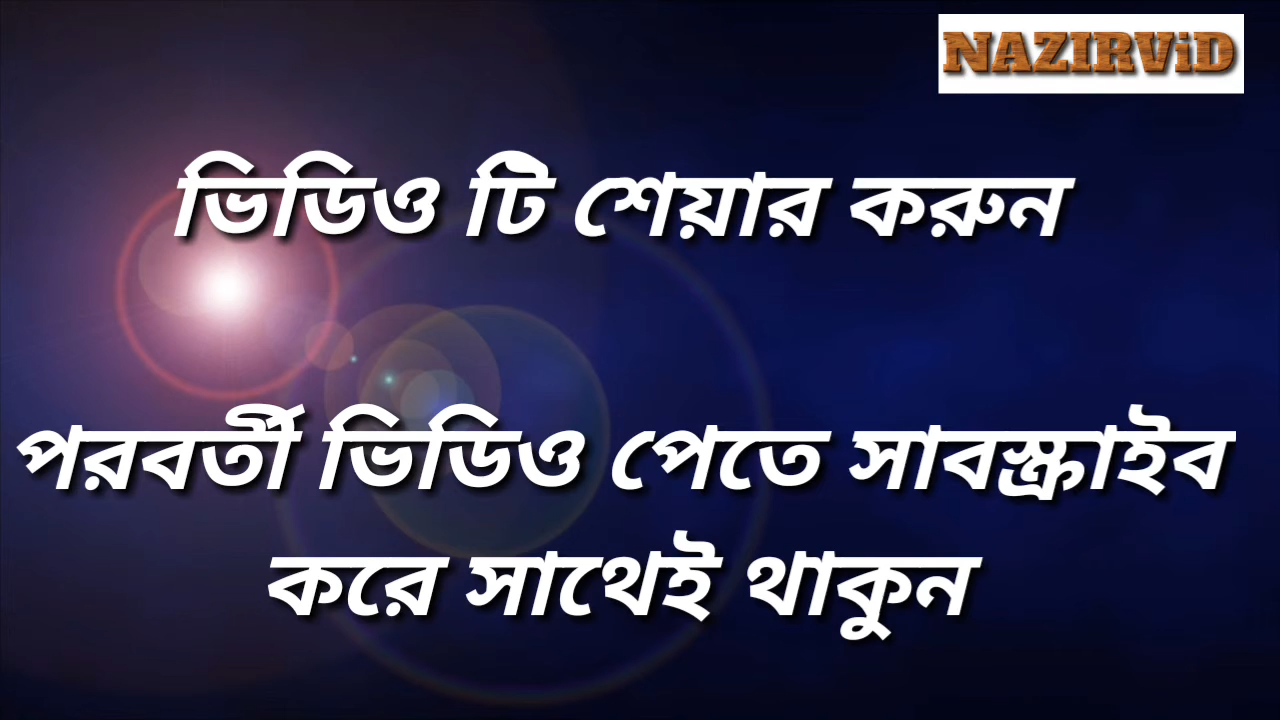 NAZIRViD
ভিডিও টি শেয়ার করুন
পরবর্তী ভিডিও পেতে সাবস্ক্রাইব
করে সাথেই থাকুন